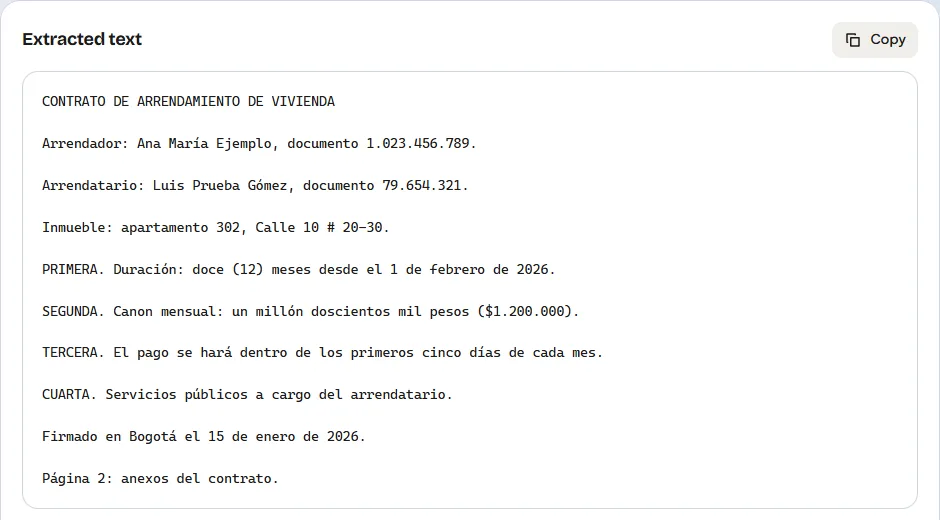 Extracted text
Copy
CONTRATO DE ARRENDAMIENTO DE VIVIENDA
Arrendador: Ana María Ejemplo, documento 1.023.456.789.
Arrendatario: Luis Prueba Gómez, documento 79.654.321.
Inmueble: apartamento 302, Calle 10 # 20-30.
PRIMERA. Duración: doce (12) meses desde el 1 de febrero de 2026.
SEGUNDA. Canon mensual: un millón doscientos mil pesos ($1.200.000).
TERCERA. El pago se hará dentro de los primeros cinco días de cada mes.
CUARTA. Servicios públicos a cargo del arrendatario.
Firmado en Bogotá el 15 de enero de 2026.
Página 2: anexos del contrato.